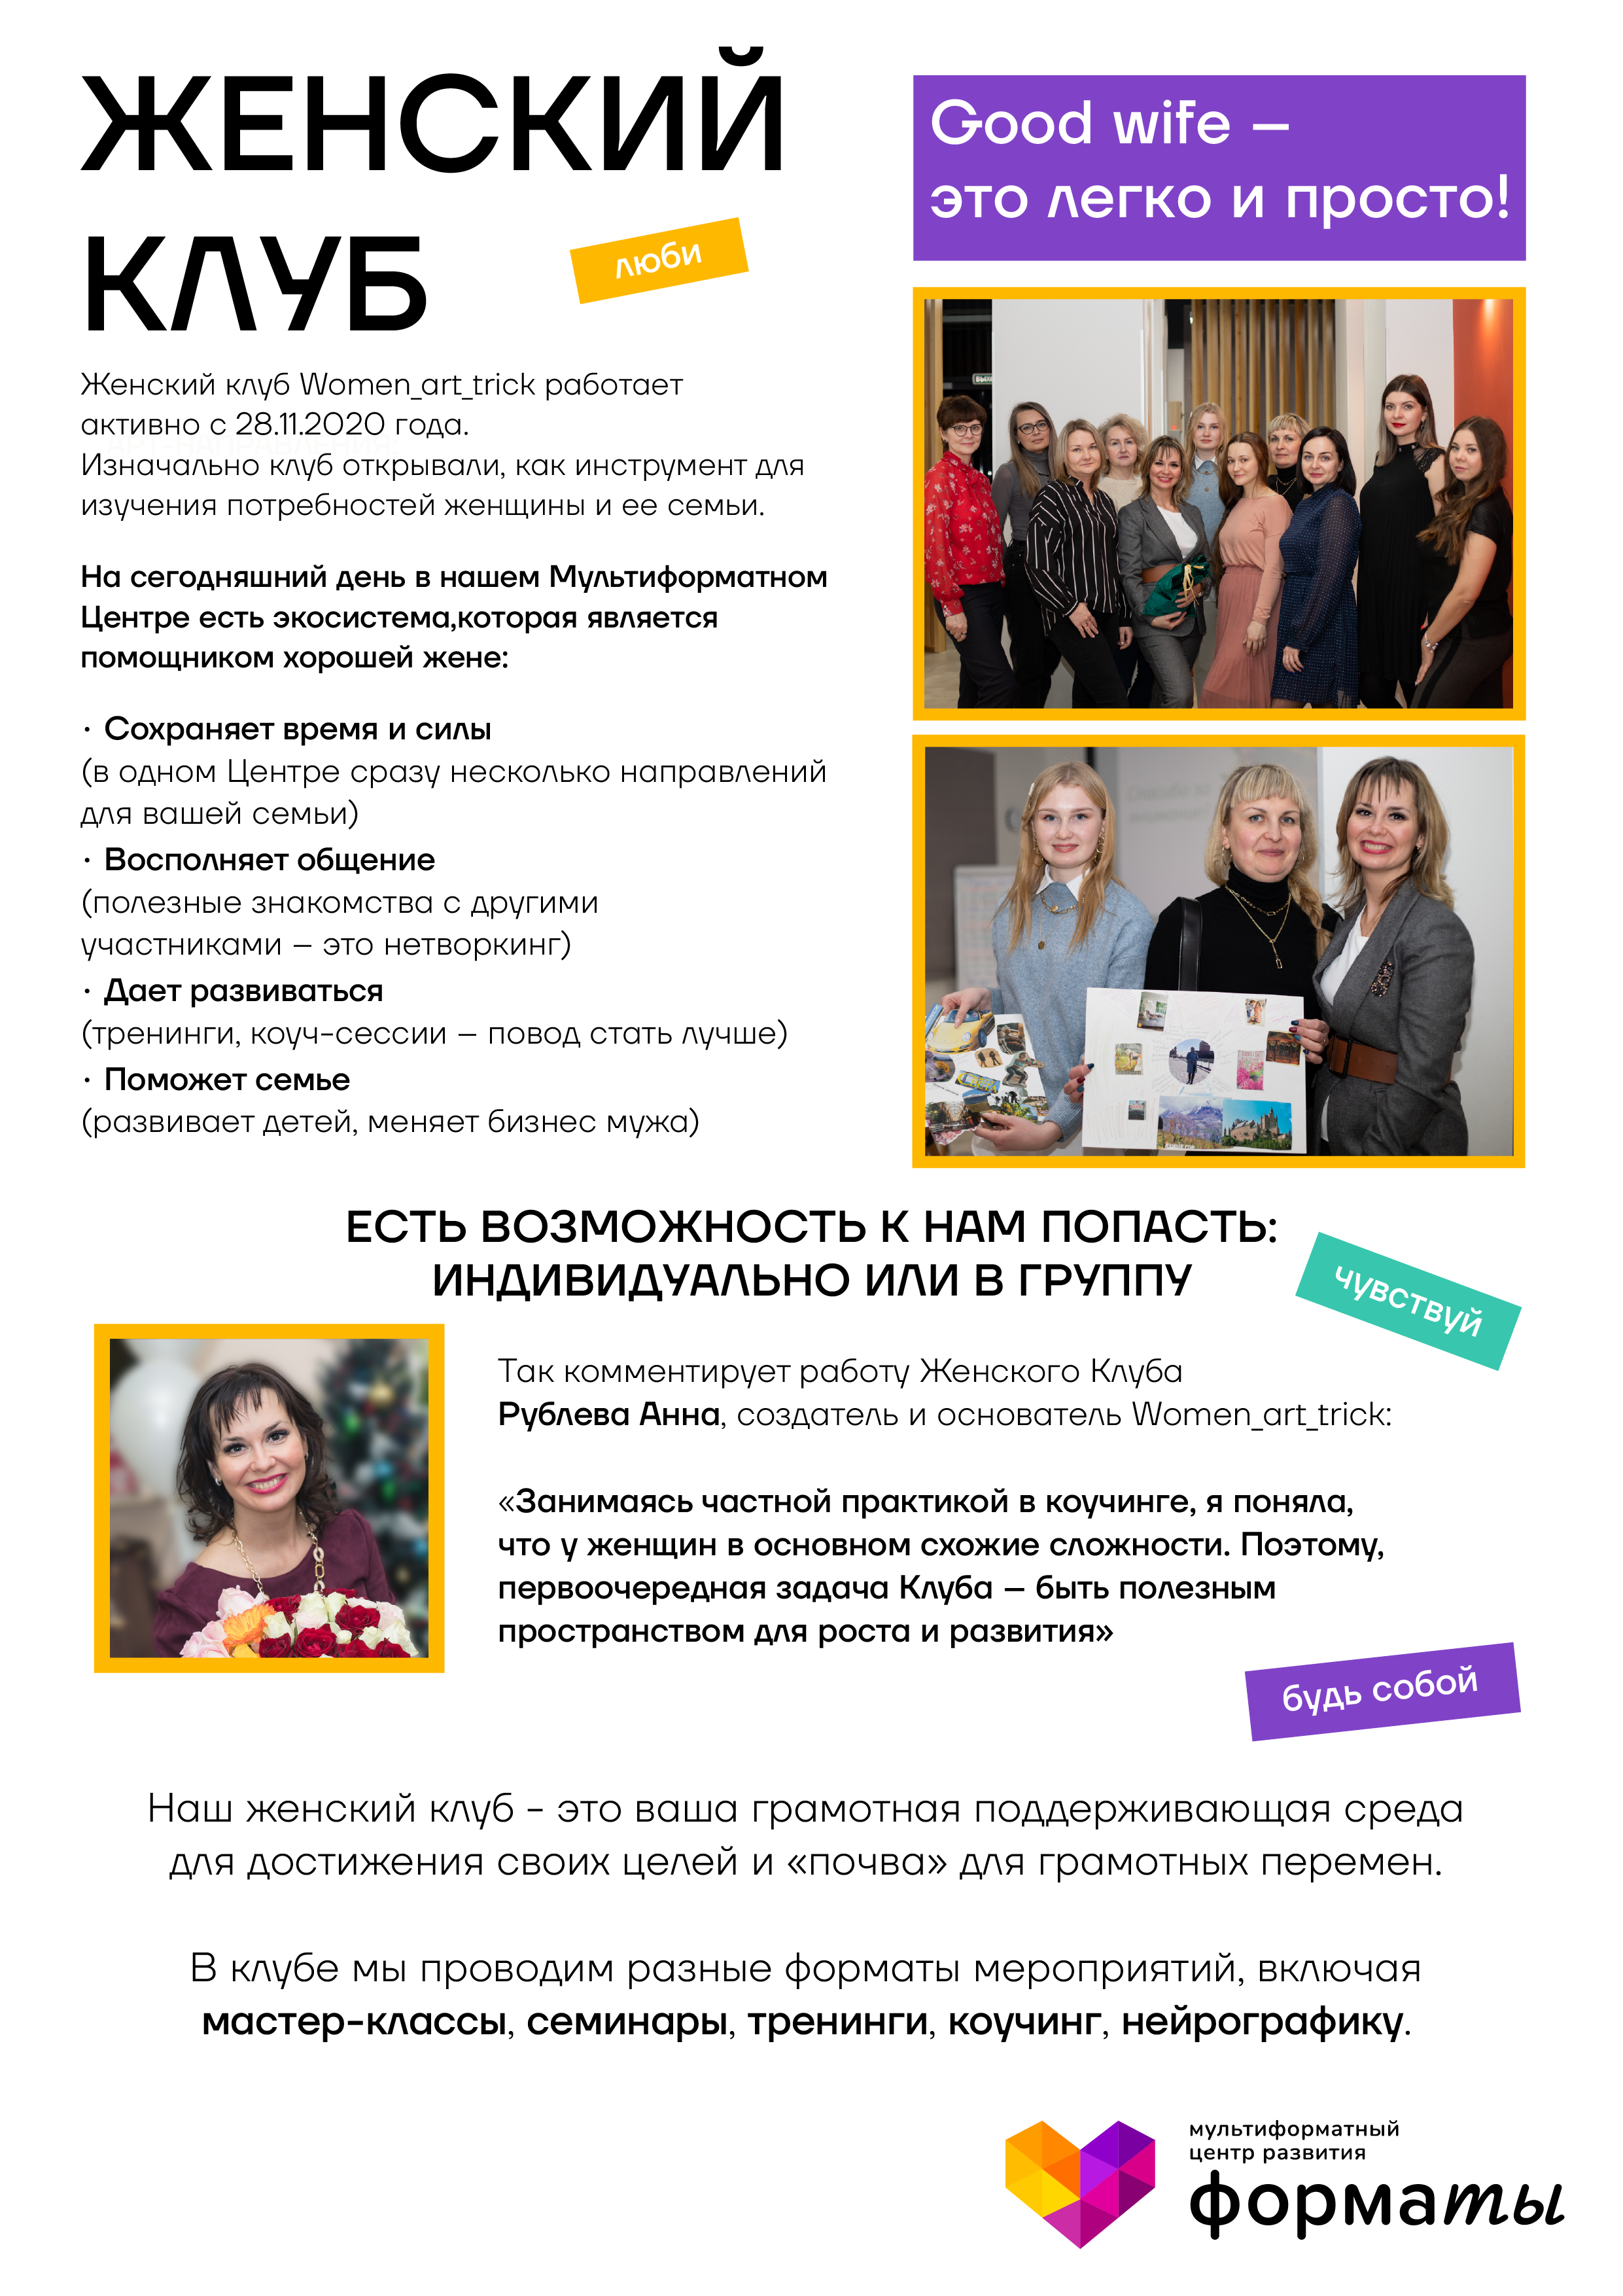 ЖЕНСКИЙ
КЛУБ
люби
Женский клуб Women_art_trick работает
активно с 28.11.2020 года.
Изначально клуб открывали, как инструмент для
изучения потребностей женщины и ее семьи.
На сегодняшний день в нашем Мультиформатном
Центре есть экосистема,которая является
помощником хорошей жене:
· Сохраняет время и силы
(в одном Центре сразу несколько направлений
для вашей семьи)
· Восполняет общение
(полезные знакомства с другими
участниками – это нетворкинг)
· Дает развиваться
(тренинги, коуч-сессии – повод стать лучше)
· Поможет семье
(развивает детей, меняет бизнес мужа)
Good wife –
это легко и просто!
ЕСТЬ ВОЗМОЖНОСТЬ К НАМ ПОПАСТЬ:
ИНДИВИДУАЛЬНО ИЛИ В ГРУППУ
чувствуй
Так комментирует работу Женского Клуба
Рублева Анна, создатель и основатель Women_art_trick:
«Занимаясь частной практикой в коучинге, я поняла,
что у женщин в основном схожие сложности. Поэтому,
первоочередная задача Клуба – быть полезным
пространством для роста и развития»
будь собой
Наш женский клуб - это ваша грамотная поддерживающая среда
для достижения своих целей и «почва» для грамотных перемен.
В клубе мы проводим разные форматы мероприятий, включая
мастер-классы, семинары, тренинги, коучинг, нейрографику.
мультиформатный
центр развития
форматы